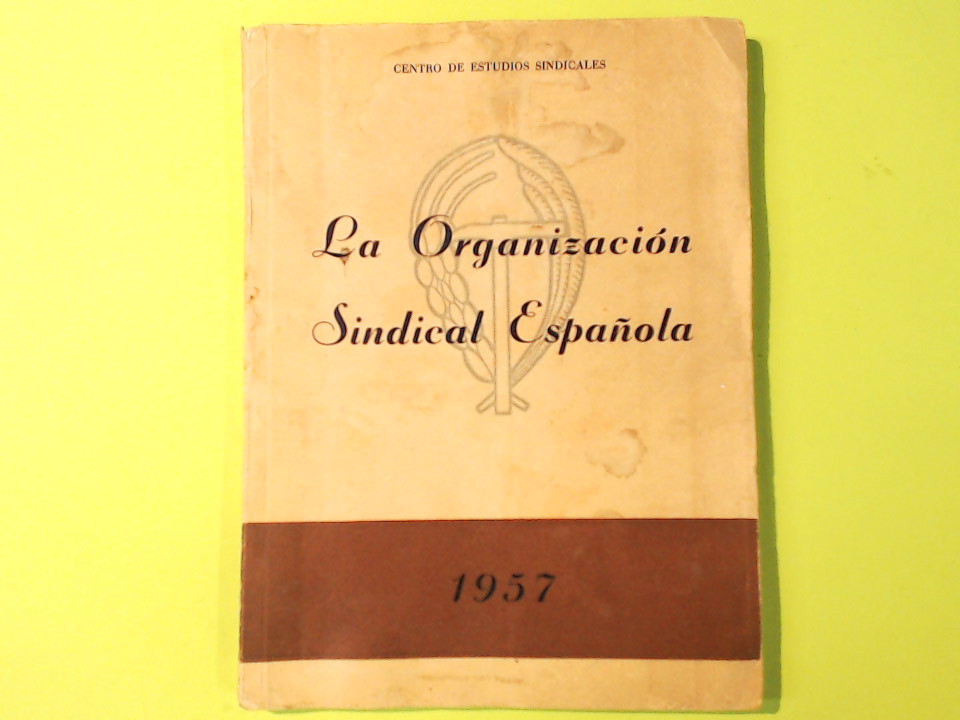 CENTRO DE ESTUDIOS SINDICALES
La Organización
Sindical Española
1957